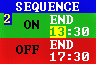 SEQUENCE
2 ON END
13:30
OFF END
17:30